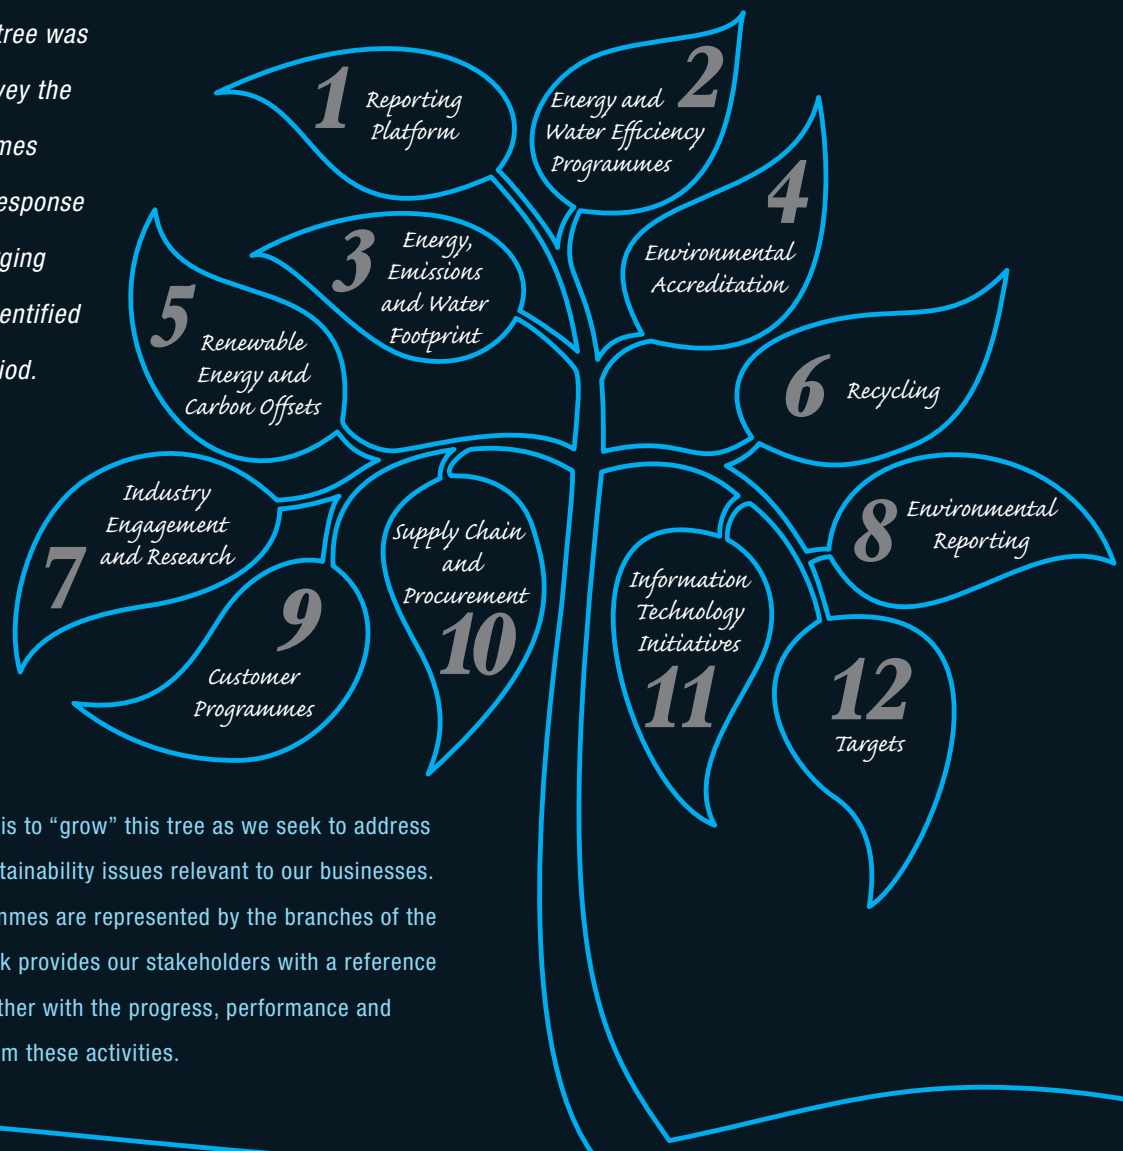 tree was
vey the
mes
esponse
ging
entified
iod.
1
Reporting
Platform
2
Energy and
Water Efficiency
Programmes
3
Energy,
Emissions
and Water
Footprint
4
Environmental
Accreditation
5
Renewable
Energy and
Carbon Offsets
6
Recycling
7
Industry
Engagement
and Research
8
Environmental
Reporting
9
Customer
Programmes
Supply Chain
and
Procurement
10
Information
Technology
Initiatives
11
12
Targets
is to “grow” this tree as we seek to address
tainability issues relevant to our businesses.
mmes are represented by the branches of the
k provides our stakeholders with a reference
ther with the progress, performance and
m these activities.